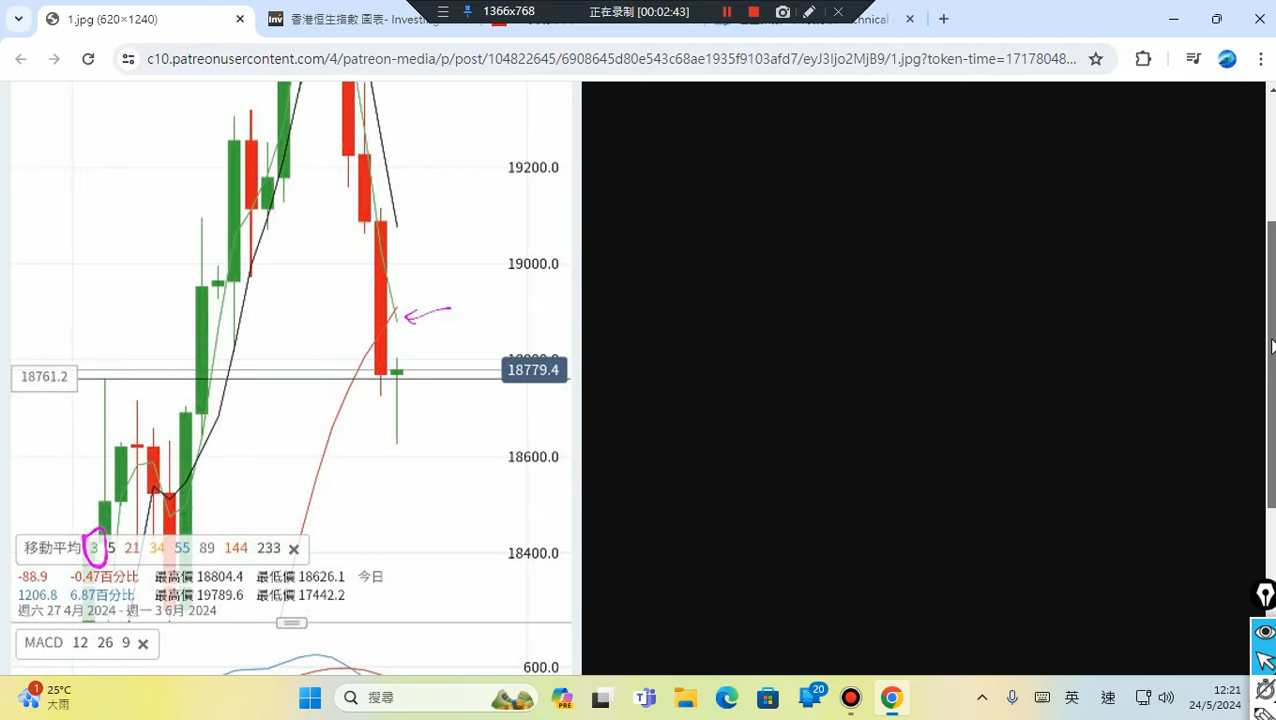 1.jpg (620×1240)
Inv 香港恒生指數 圖表- Investing
1366x768
正在录制 [00:02:43]
chnical
c10.patreonusercontent.com/4/patreon-media/p/post/104822645/6908645d80e543c68ae1935f9103afd7/eyJ3Ijo2MjB9/1.jpg?token-time=17178048...
19200.0
19000.0
18779.4
18761.2
18600.0
移動平均 3 5 21 34 55 89 144 233
18400.0
-88.9 -0.47百分比 最高價 18804.4 最低價 18626.1 今日
1206.8 6.87百分比 最高價 19789.6 最低價 17442.2
週六 27 4月 2024 - 週一 3 6月 2024
MACD 12 26 9
600.0
1
25°C
大雨
搜尋
PRE
20
英
速
12:21
24/5/2024